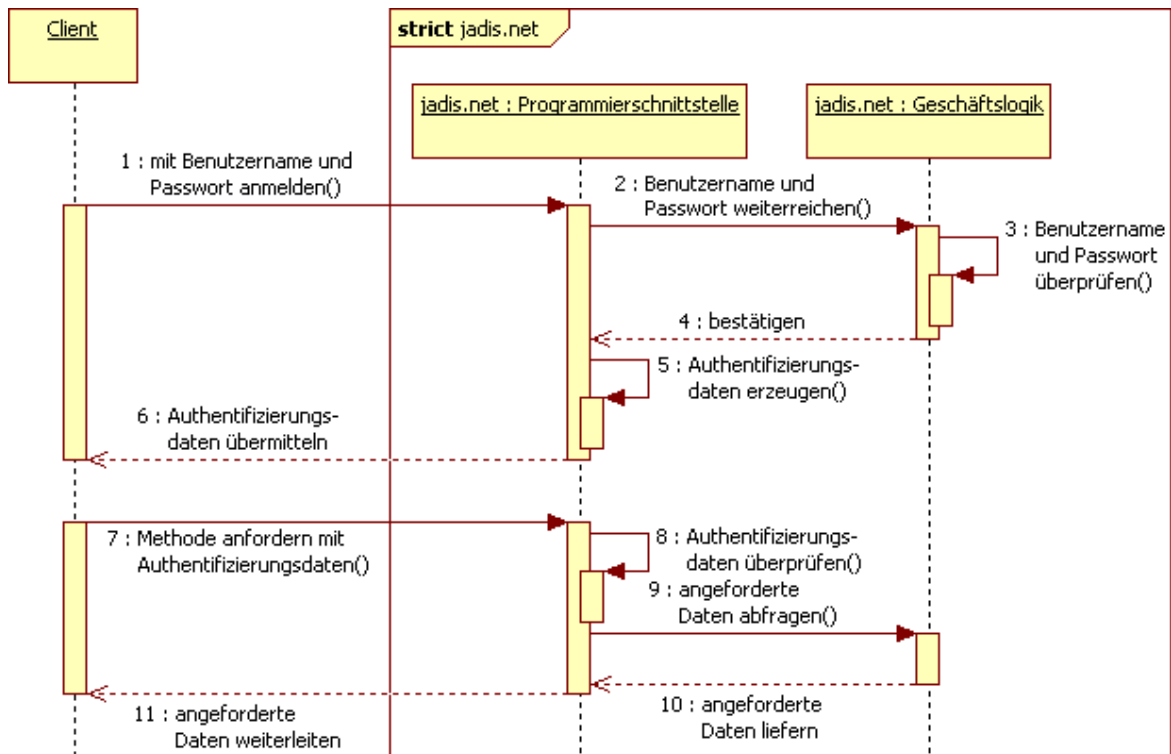 Client
strict jadis.net
jadis.net : Programmierschnittstelle
jadis.net : Geschäftslogik
1 : mit Benutzername und
Passwort anmelden()
2 : Benutzername und
Passwort weiterreichen()
3 : Benutzername
und Passwort
überprüfen()
4 : bestätigen
5 : Authentifizierungs-
daten erzeugen()
6 : Authentifizierungs-
daten übermitteln
7 : Methode anfordern mit
Authentifizierungsdaten()
8 : Authentifizierungs-
daten überprüfen()
9 : angeforderte
Daten abfragen()
10 : angeforderte
Daten liefern
11 : angeforderte
Daten weiterleiten